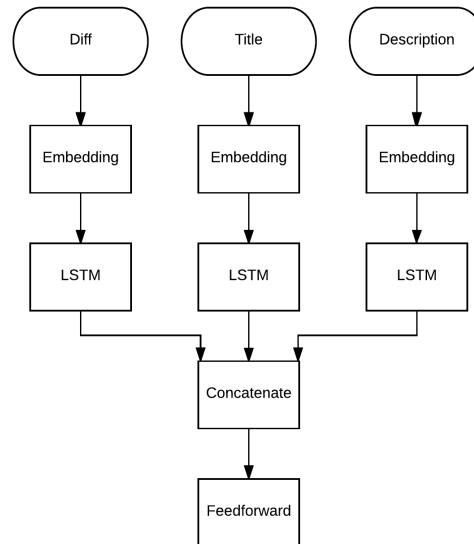 Diff Title Description
Embedding Embedding Embedding
LSTM LSTM LSTM
Concatenate
Feedforward